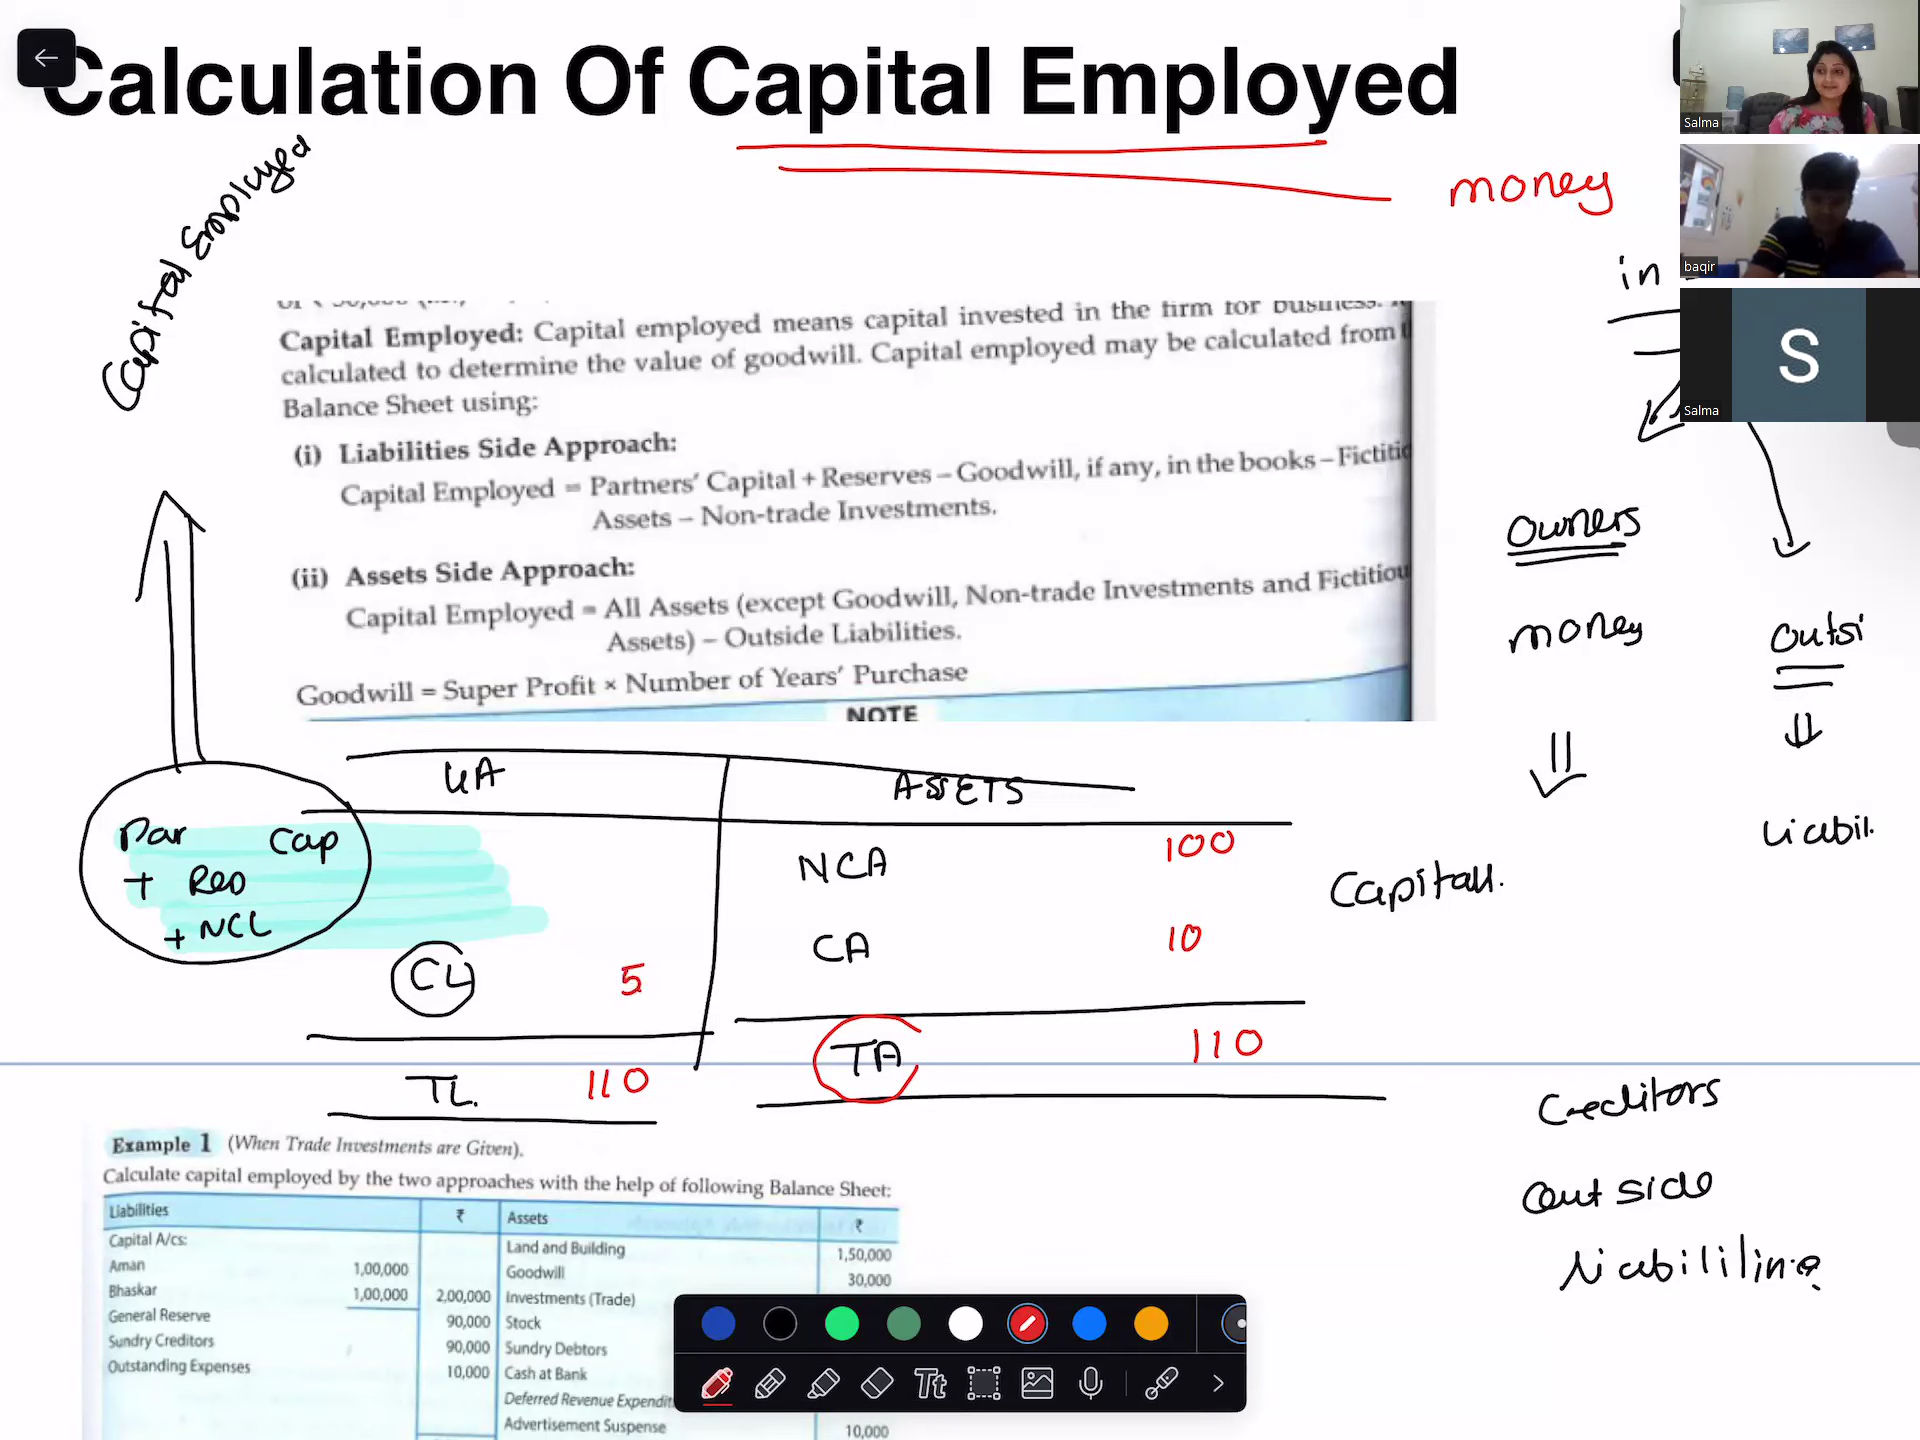 Calculation Of Capital Employed
Salma
money
Capital Employed
baqir
in
S
Salma
Capital Employed: Capital employed means capital invested in the firm for business.
calculated to determine the value of goodwill. Capital employed may be calculated from
Balance Sheet using:
(i) Liabilities Side Approach:
Capital Employed = Partners' Capital + Reserves – Goodwill, if any, in the books – Fictitio
Assets – Non-trade Investments.
(ii) Assets Side Approach:
Capital Employed = All Assets (except Goodwill, Non-trade Investments and Fictitiou
Assets) – Outside Liabilities.
Goodwill = Super Profit × Number of Years' Purchase
NOTE
Owners
money
outsi
Liabil.
ASSETS
Par Cap
+ Res
+ NCL
NCA 100
CA 10
CL 5
TA 110
TL. 110
Creditors
out side
Example 1 (When Trade Investments are Given).
Calculate capital employed by the two approaches with the help of following Balance Sheet:
Liabilities ₹ Assets ₹
Capital A/cs: Land and Building 1,50,000
Aman 1,00,000 Goodwill 30,000
Bhaskar 1,00,000 2,00,000 Investments (Trade)
General Reserve 90,000 Stock
Sundry Creditors 90,000 Sundry Debtors
Outstanding Expenses 10,000 Cash at Bank
Deferred Revenue Expendit
Advertisement Suspense 10,000
Tt